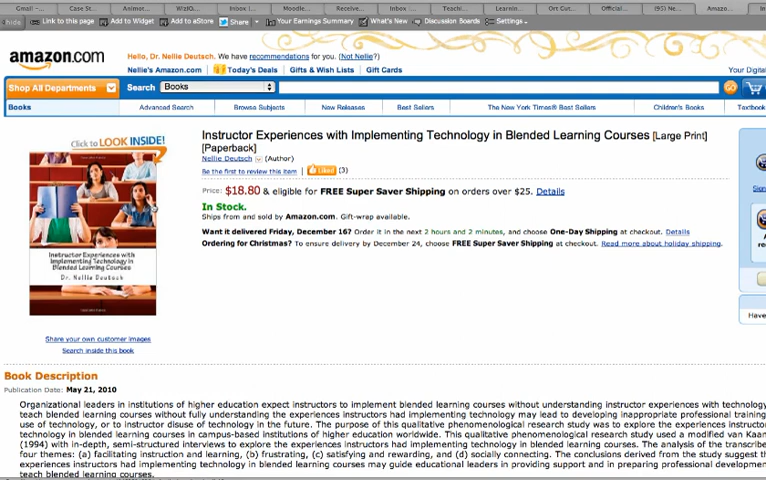 Gmail - ...
Case St...
Animot...
WizIQ...
Inbox (...
Moodle...
Receive...
Inbox ...
Teachi...
Learnin...
Ort Gut...
Official...
(95) Ne...
Amazo...
In
hide
Link to this page
Add to Widget
Add to aStore
Share
Your Earnings Summary
What's New
Discussion Boards
Settings
amazon.com
Hello, Dr. Nellie Deutsch. We have recommendations for you. (Not Nellie?)
Nellie's Amazon.com
Today's Deals
Gifts & Wish Lists
Gift Cards
Your Digital
Shop All Departments
Search
Books
GO
Books
Advanced Search
Browse Subjects
New Releases
Best Sellers
The New York Times® Best Sellers
Children's Books
Textbook
Click to LOOK INSIDE!
Instructor Experiences with
Implementing Technology in
Blended Learning Courses
Dr. Nellie Deutsch
Share your own customer images
Search inside this book
Instructor Experiences with Implementing Technology in Blended Learning Courses [Large Print]
[Paperback]
Nellie Deutsch (Author)
Be the first to review this item
Liked (3)
Price: $18.80 & eligible for FREE Super Saver Shipping on orders over $25. Details
In Stock.
Ships from and sold by Amazon.com. Gift-wrap available.
Want it delivered Friday, December 16? Order it in the next 2 hours and 2 minutes, and choose One-Day Shipping at checkout. Details
Ordering for Christmas? To ensure delivery by December 24, choose FREE Super Saver Shipping at checkout. Read more about holiday shipping.
Sign
A
re
Have
Book Description
Publication Date: May 21, 2010
Organizational leaders in institutions of higher education expect instructors to implement blended learning courses without understanding instructor experiences with technology
teach blended learning courses without fully understanding the experiences instructors had implementing technology may lead to developing inappropriate professional training
use of technology, or to instructor disuse of technology in the future. The purpose of this qualitative phenomenological research study was to explore the experiences instructor
technology in blended learning courses in campus-based institutions of higher education worldwide. This qualitative phenomenological research study used a modified van Kaam
(1994) with in-depth, semi-structured interviews to explore the experiences instructors had implementing technology in blended learning courses. The analysis of the transcribe
four themes: (a) facilitating instruction and learning, (b) frustrating, (c) satisfying and rewarding, and (d) socially connecting. The conclusions derived from the study suggest th
experiences instructors had implementing technology in blended learning courses may guide educational leaders in providing support and in preparing professional developmen
teach blended learning courses.